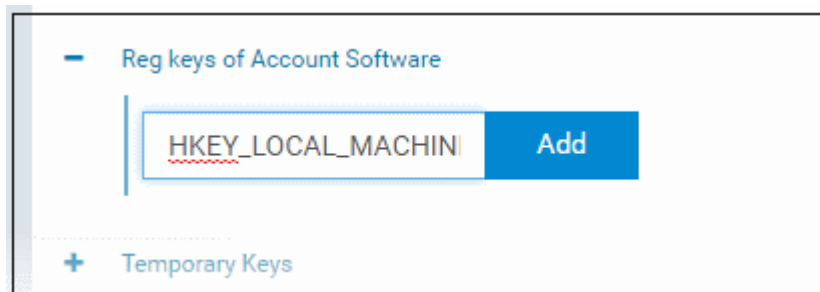 Reg keys of Account Software
HKEY_LOCAL_MACHIN
Add
Temporary Keys